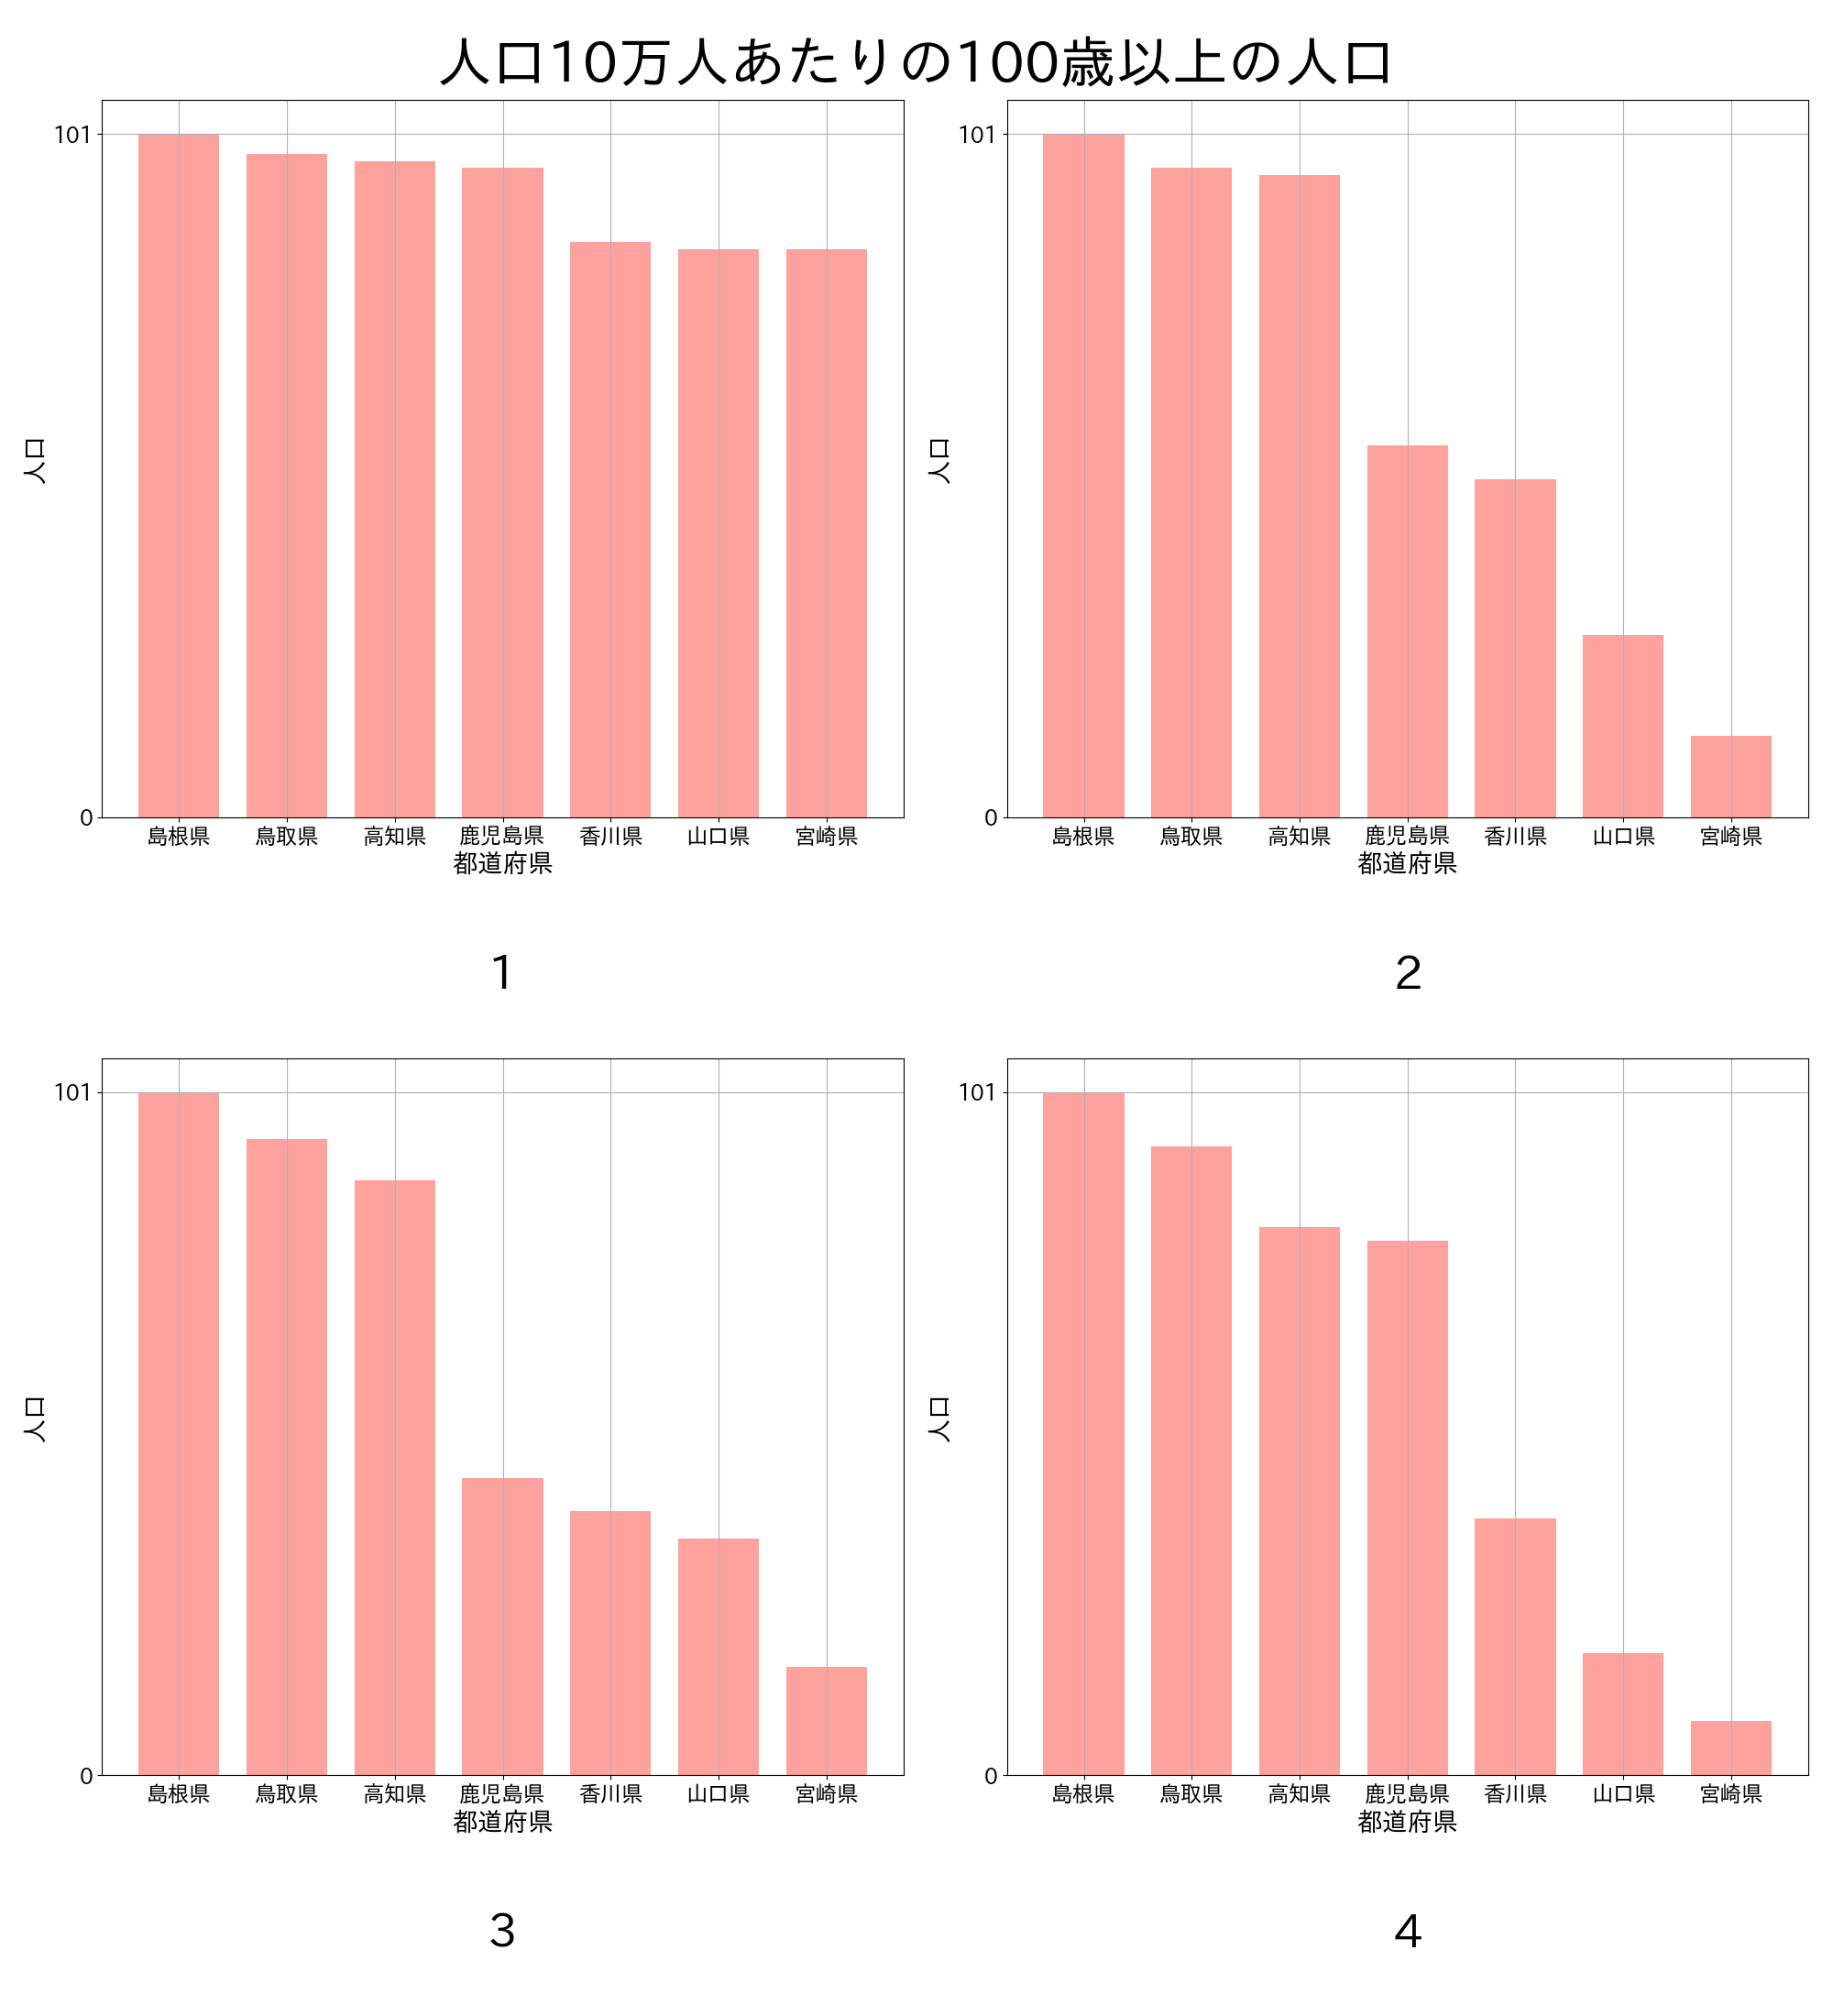 人口10万人あたりの100歳以上の人口
101
0
人口
島根県 鳥取県 高知県 鹿児島県 香川県 山口県 宮崎県
都道府県
1
101
0
人口
島根県 鳥取県 高知県 鹿児島県 香川県 山口県 宮崎県
都道府県
2
101
0
人口
島根県 鳥取県 高知県 鹿児島県 香川県 山口県 宮崎県
都道府県
3
101
0
人口
島根県 鳥取県 高知県 鹿児島県 香川県 山口県 宮崎県
都道府県
4